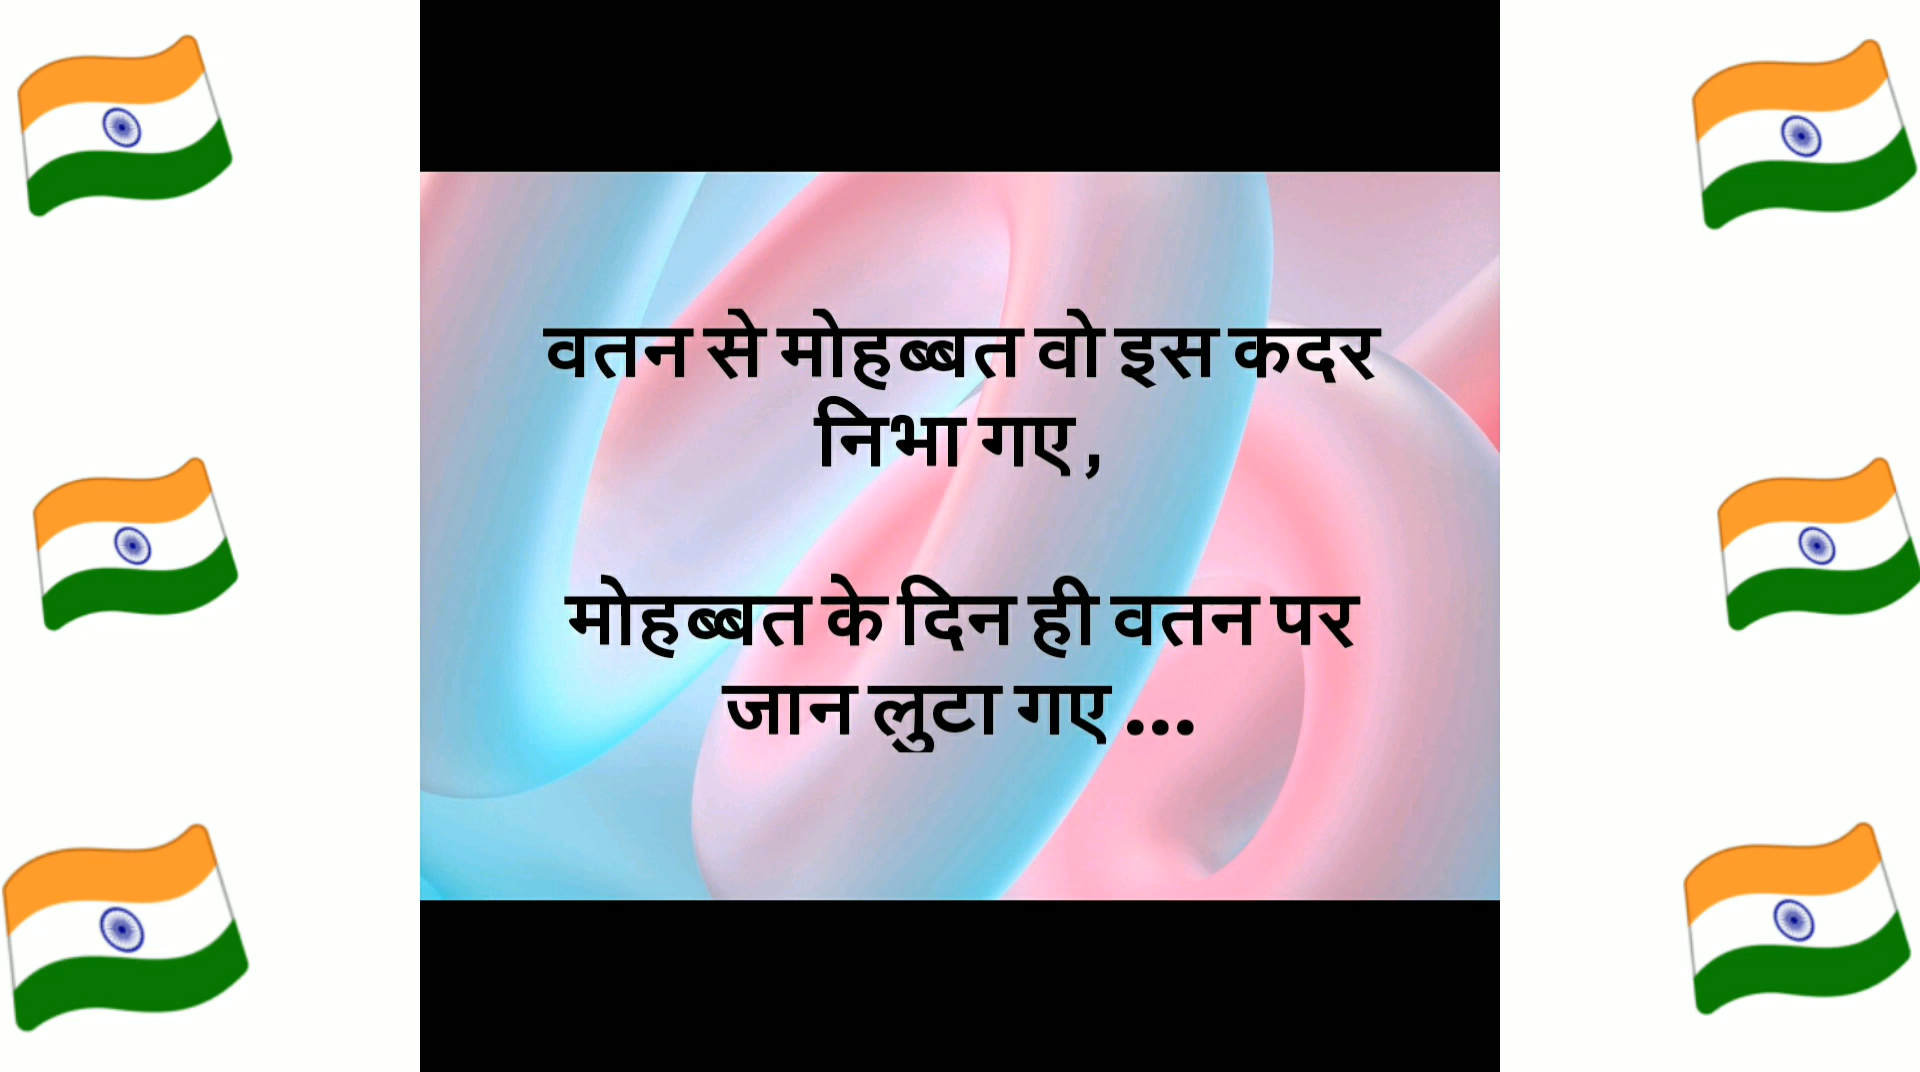 वतन से मोहब्बत वो इस कदर
निभा गए ,
मोहब्बत के दिन ही वतन पर
जान लुटा गए ...